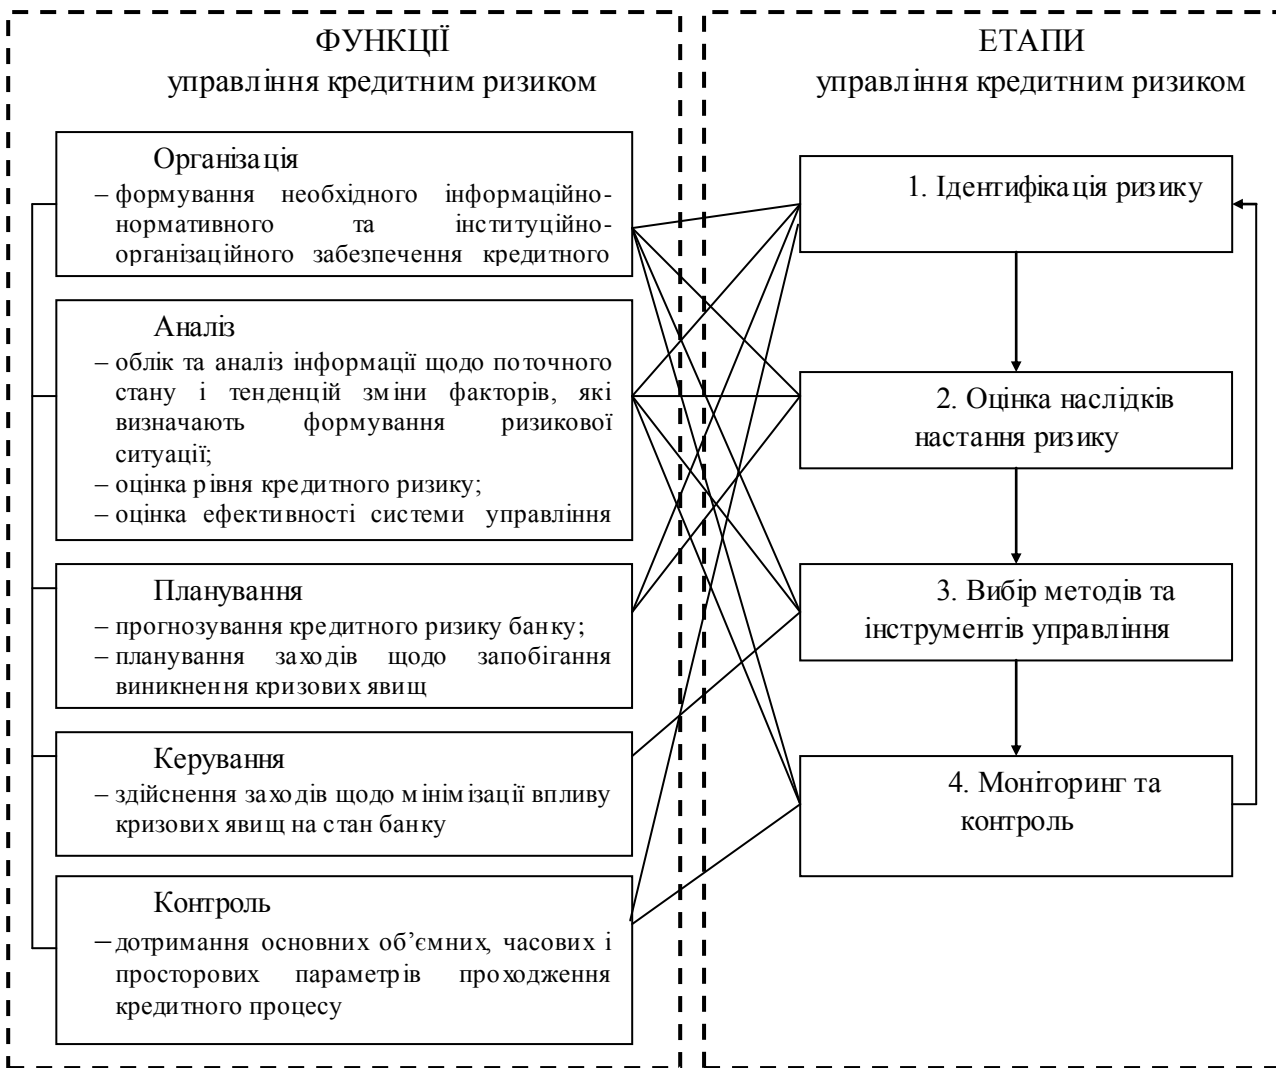 ФУНКЦІЇ
управління кредитним ризиком
Організація
– формування необхідного інформаційно-
нормативного та інституційно-
організаційного забезпечення кредитного
Аналіз
– облік та аналіз інформації щодо поточного
стану і тенденцій зміни факторів, які
визначають формування ризикової
ситуації;
– оцінка рівня кредитного ризику;
– оцінка ефективності системи управління
Планування
– прогнозування кредитного ризику банку;
– планування заходів щодо запобігання
виникнення кризових явищ
Керування
– здійснення заходів щодо мінімізації впливу
кризових явищ на стан банку
Контроль
– дотримання основних об’ємних, часових і
просторових параметрів проходження
кредитного процесу
ЕТАПИ
управління кредитним ризиком
1. Ідентифікація ризику
2. Оцінка наслідків
настання ризику
3. Вибір методів та
інструментів управління
4. Моніторинг та
контроль